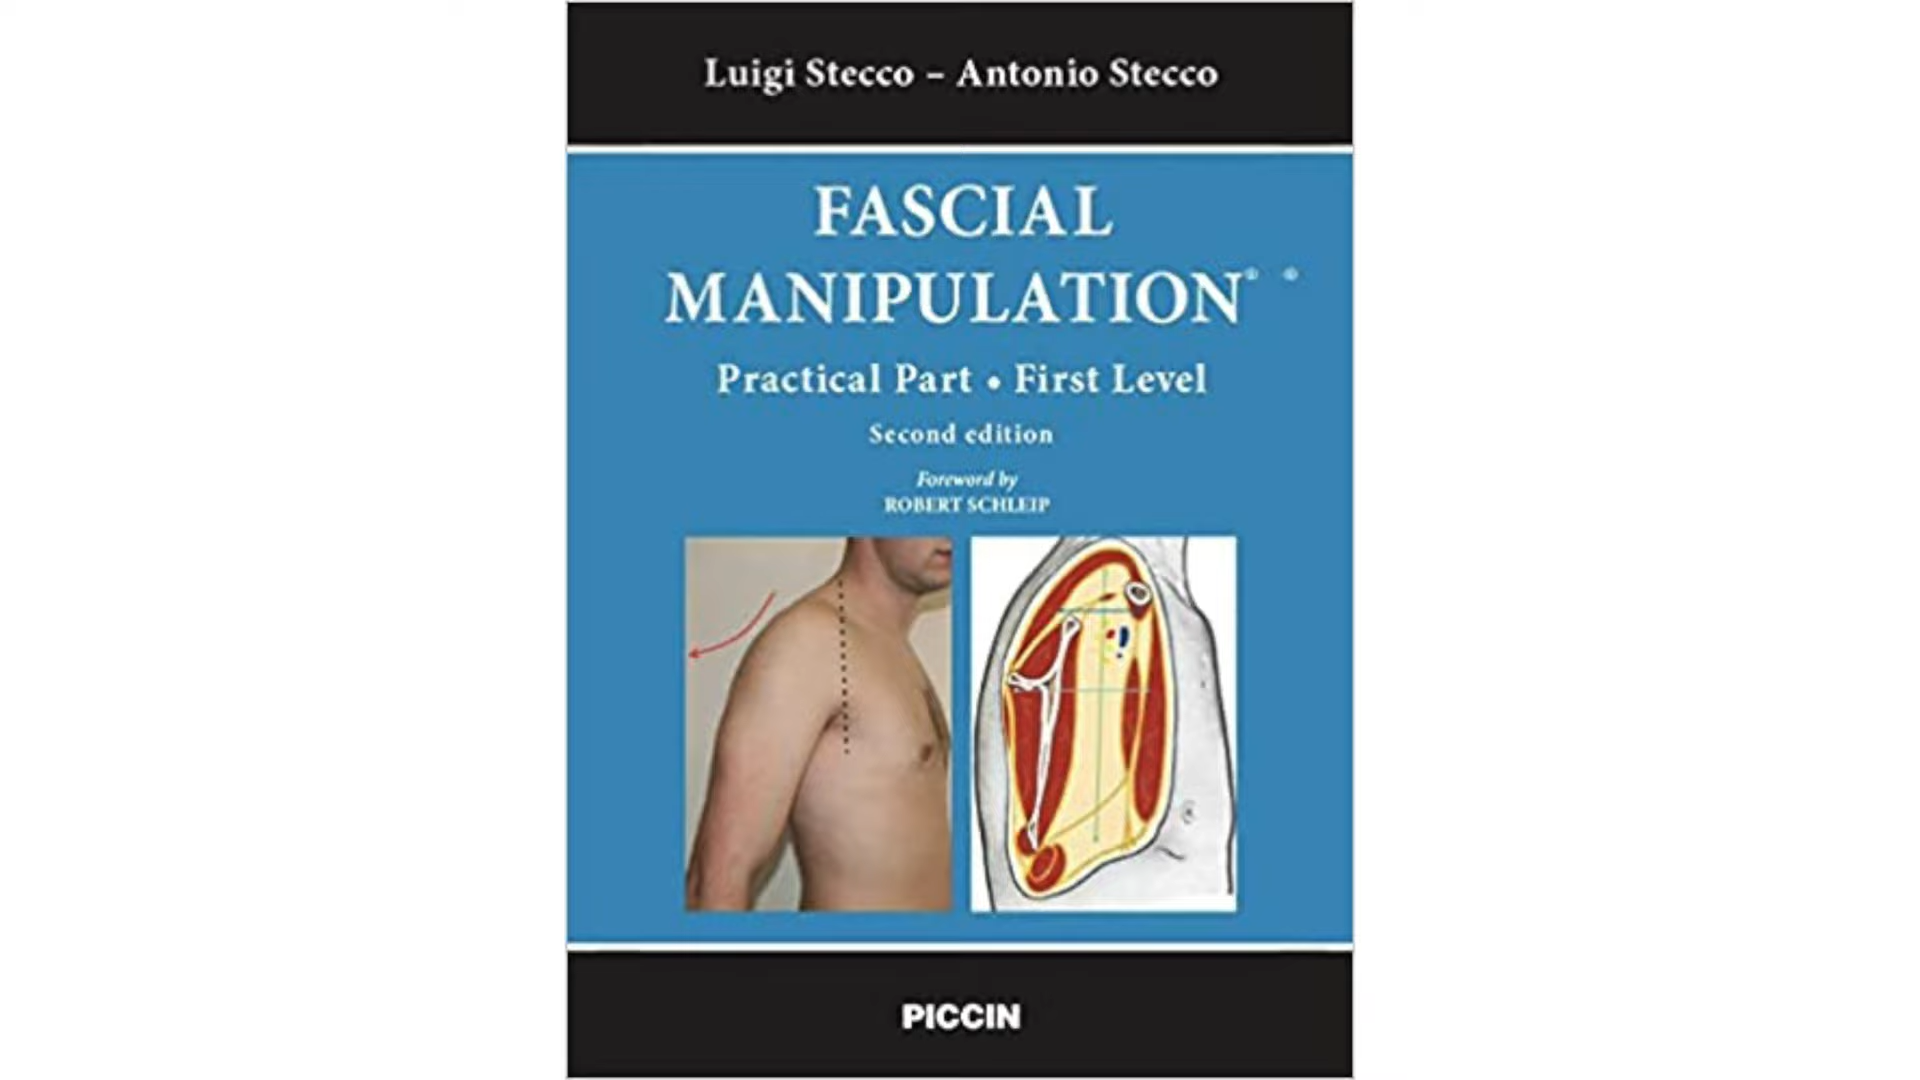 Luigi Stecco – Antonio Stecco
FASCIAL
MANIPULATION® ®
Practical Part • First Level
Second edition
Foreword by
ROBERT SCHLEIP
PICCIN